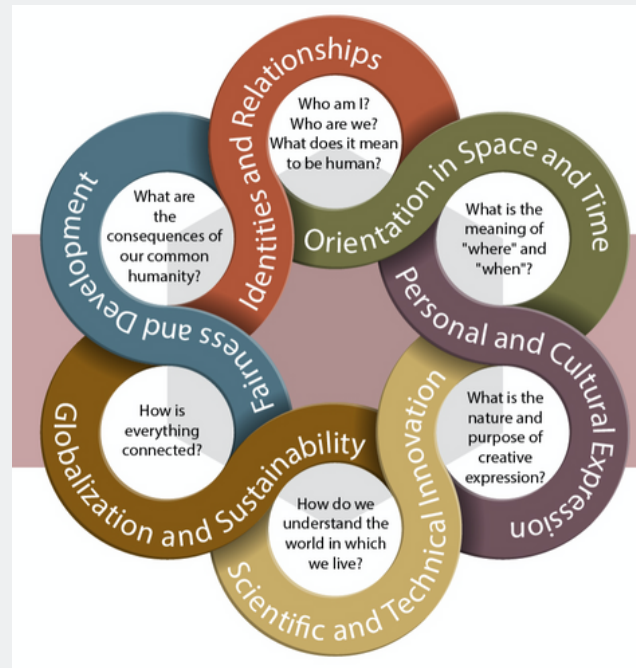 Identities and Relationships
Who am I?
Who are we?
What does it mean
to be human?
Orientation in Space and Time
What is the
meaning of
"where" and
"when"?
Personal and Cultural Expression
What is the
nature and
purpose of
creative
expression?
Scientific and Technical Innovation
How do we
understand the
world in which
we live?
Globalization and Sustainability
How is
everything
connected?
Fairness and Development
What are
the
consequences of
our common
humanity?